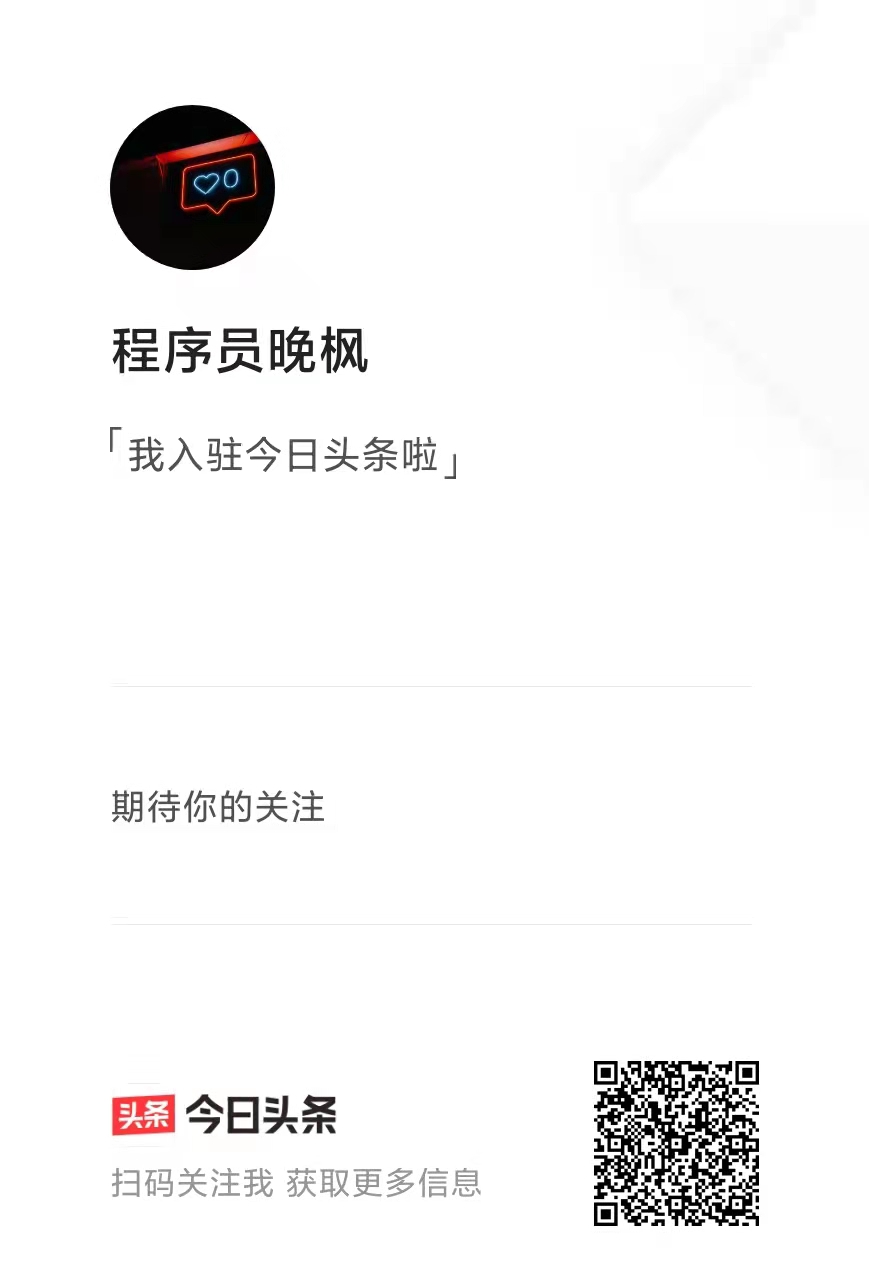 ♡0
程序员晚枫
「我入驻今日头条啦」
期待你的关注
头条 今日头条
扫码关注我 获取更多信息